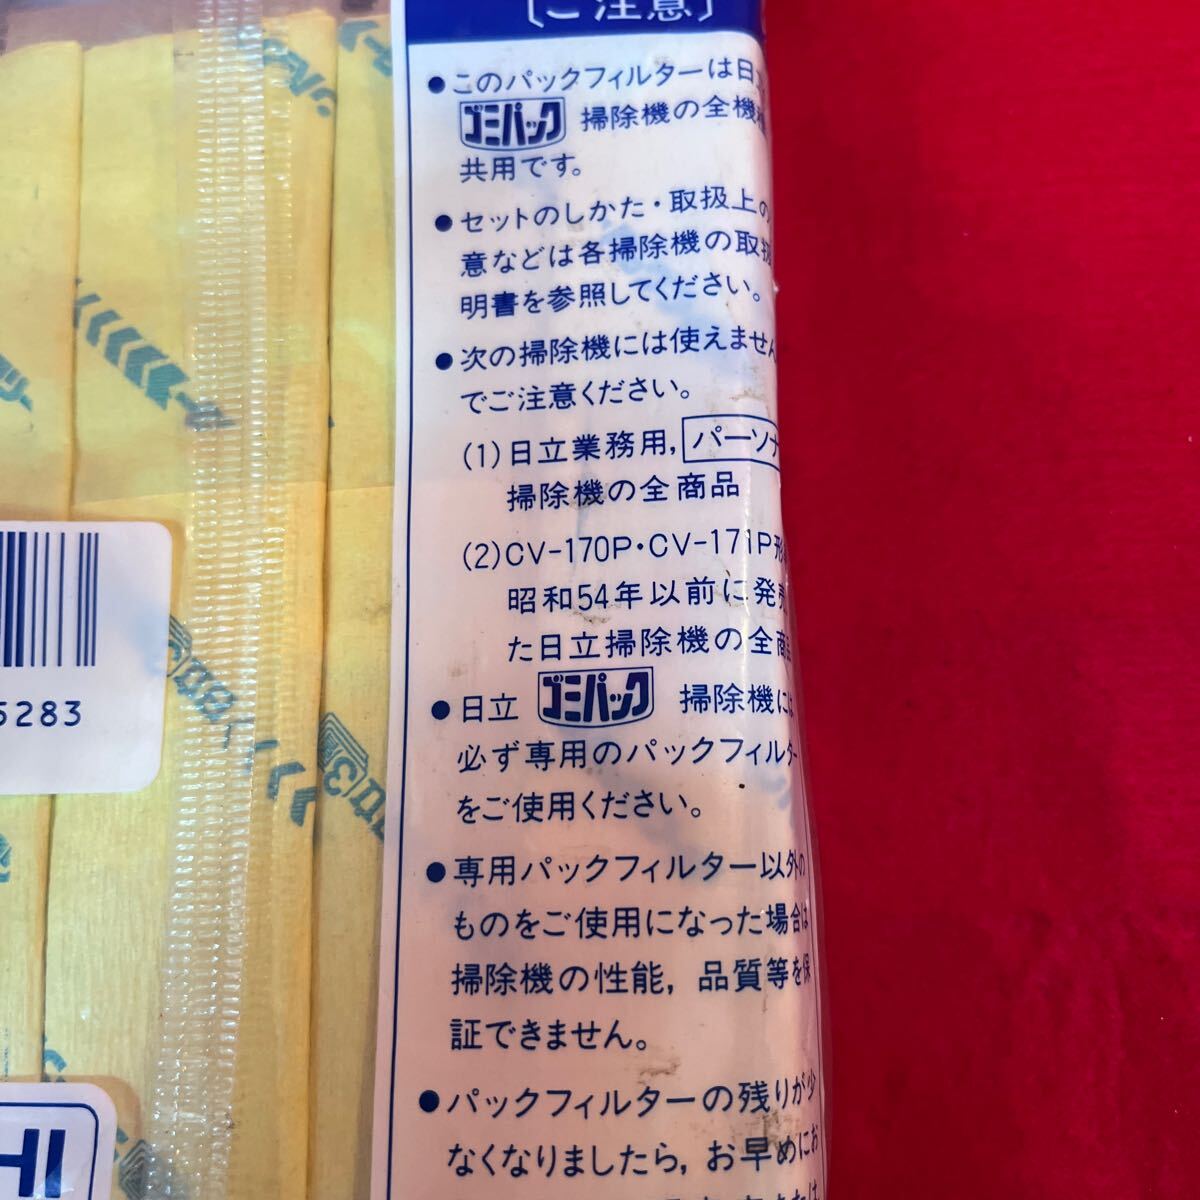 〔ご注意〕
●このパックフィルターは日立
ゴミパック 掃除機の全機種
共用です。
●セットのしかた・取扱上の
意などは各掃除機の取扱
明書を参照してください。
●次の掃除機には使えません
でご注意ください。
(1)日立業務用, パーソナ
掃除機の全商品
(2)CV-170P・CV-171P形
昭和54年以前に発売
た日立掃除機の全商品
●日立 ゴミパック 掃除機には
必ず専用のパックフィルター
をご使用ください。
●専用パックフィルター以外の
ものをご使用になった場合は
掃除機の性能, 品質等を保
証できません。
●パックフィルターの残りが少
なくなりましたら, お早めにお
5283
HI